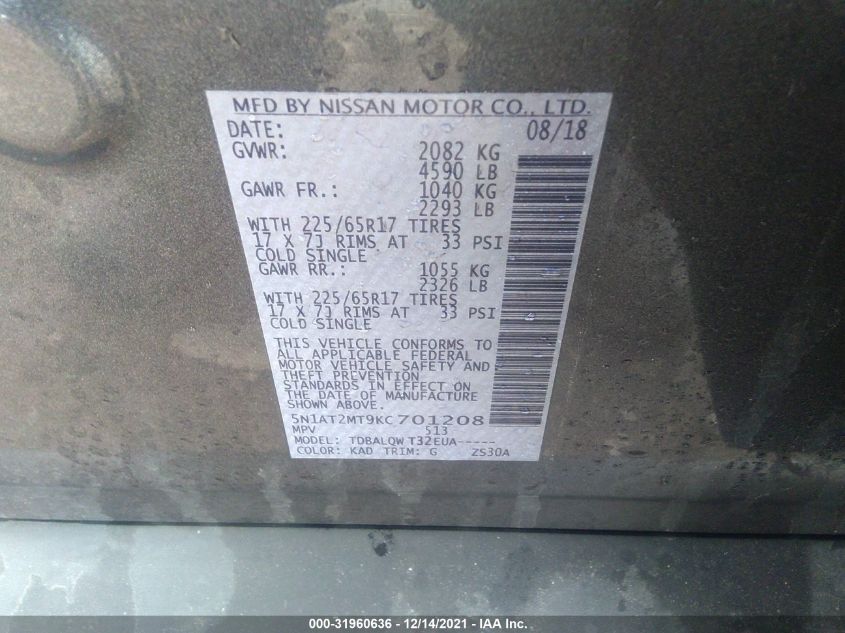 MFD BY NISSAN MOTOR CO., LTD.
DATE: 08/18
GVWR: 2082 KG
4590 LB
GAWR FR.: 1040 KG
2293 LB
WITH 225/65R17 TIRES
17 X 7J RIMS AT 33 PSI
COLD SINGLE
GAWR RR.: 1055 KG
2326 LB
WITH 225/65R17 TIRES
17 X 7J RIMS AT 33 PSI
COLD SINGLE
THIS VEHICLE CONFORMS TO
ALL APPLICABLE FEDERAL
MOTOR VEHICLE SAFETY AND
THEFT PREVENTION
STANDARDS IN EFFECT ON
THE DATE OF MANUFACTURE
SHOWN ABOVE.
5N1AT2MT9KC701208
MPV 513
MODEL: TDBALQW T32EUA-----
COLOR: KAD TRIM: G ZS30A
000-31960636 - 12/14/2021 - IAA Inc.